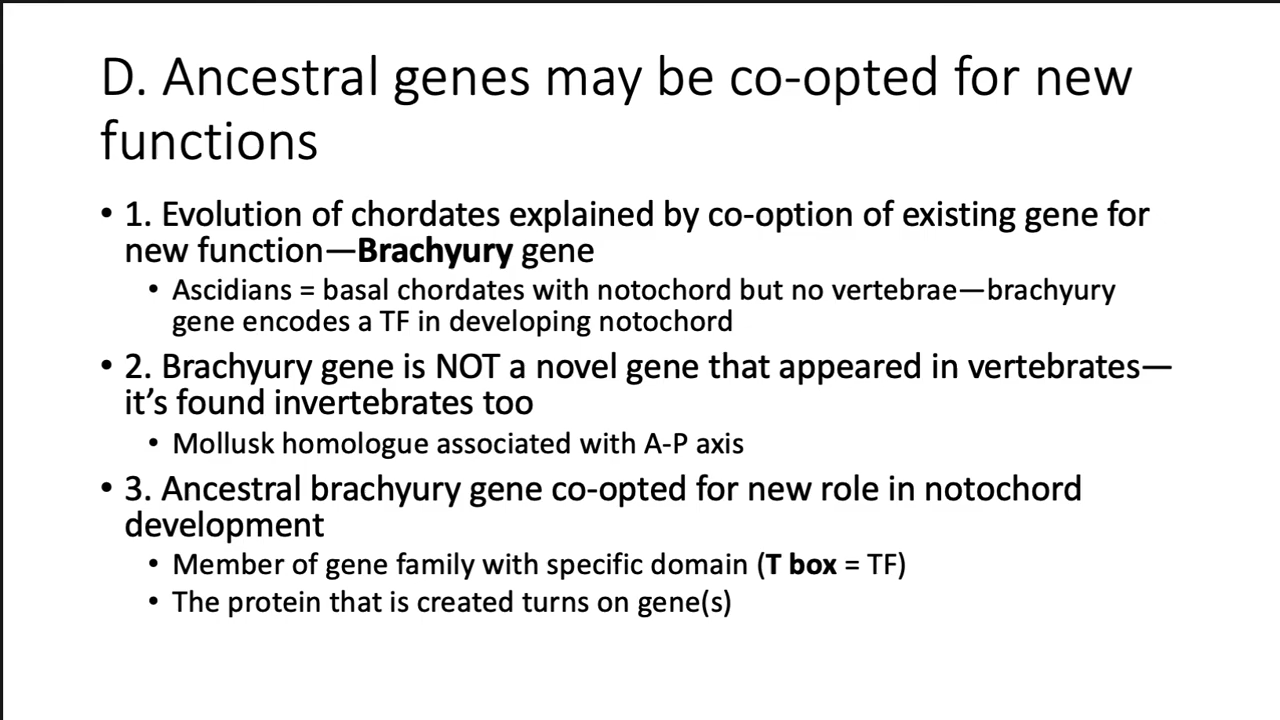 D. Ancestral genes may be co-opted for new
functions
• 1. Evolution of chordates explained by co-option of existing gene for
new function—Brachyury gene
• Ascidians = basal chordates with notochord but no vertebrae—brachyury
gene encodes a TF in developing notochord
• 2. Brachyury gene is NOT a novel gene that appeared in vertebrates—
it’s found invertebrates too
• Mollusk homologue associated with A-P axis
• 3. Ancestral brachyury gene co-opted for new role in notochord
development
• Member of gene family with specific domain (T box = TF)
• The protein that is created turns on gene(s)